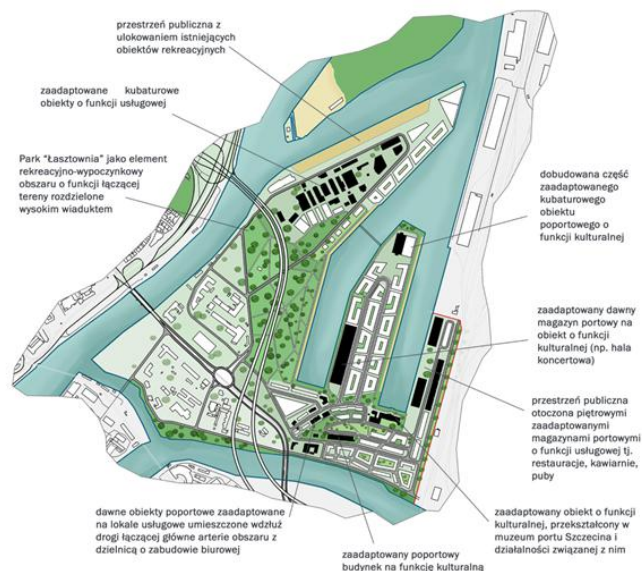 przestrzeń publiczna z
ulokowaniem istniejących
obiektów rekreacyjnych
zaadaptowane kubaturowe
obiekty o funkcji usługowej
Park "Łasztownia" jako element
rekreacyjno-wypoczynkowy
obszaru o funkcji łączącej
tereny rozdzielone
wysokim wiaduktem
dobudowana część
zaadaptowanego
kubaturowego
obiektu
poportowego o
funkcji kulturalnej
zaadaptowany dawny
magazyn portowy na
obiekt o funkcji
kulturalnej (np. hala
koncertowa)
przestrzeń publiczna
otoczona piętrowymi
zaadaptowanymi
magazynami portowymi
o funkcji usługowej tj.
restauracje, kawiarnie,
puby
dawne obiekty poportowe zaadaptowane
na lokale usługowe umieszczone wdzłuż
drogi łączącej główne arterie obszaru z
dzielnicą o zabudowie biurowej
zaadaptowany poportowy
budynek na funkcję kulturalną
zaadaptowany obiekt o funkcji
kulturalnej, przekształcony w
muzeum portu Szczecina i
działalności związanej z nim